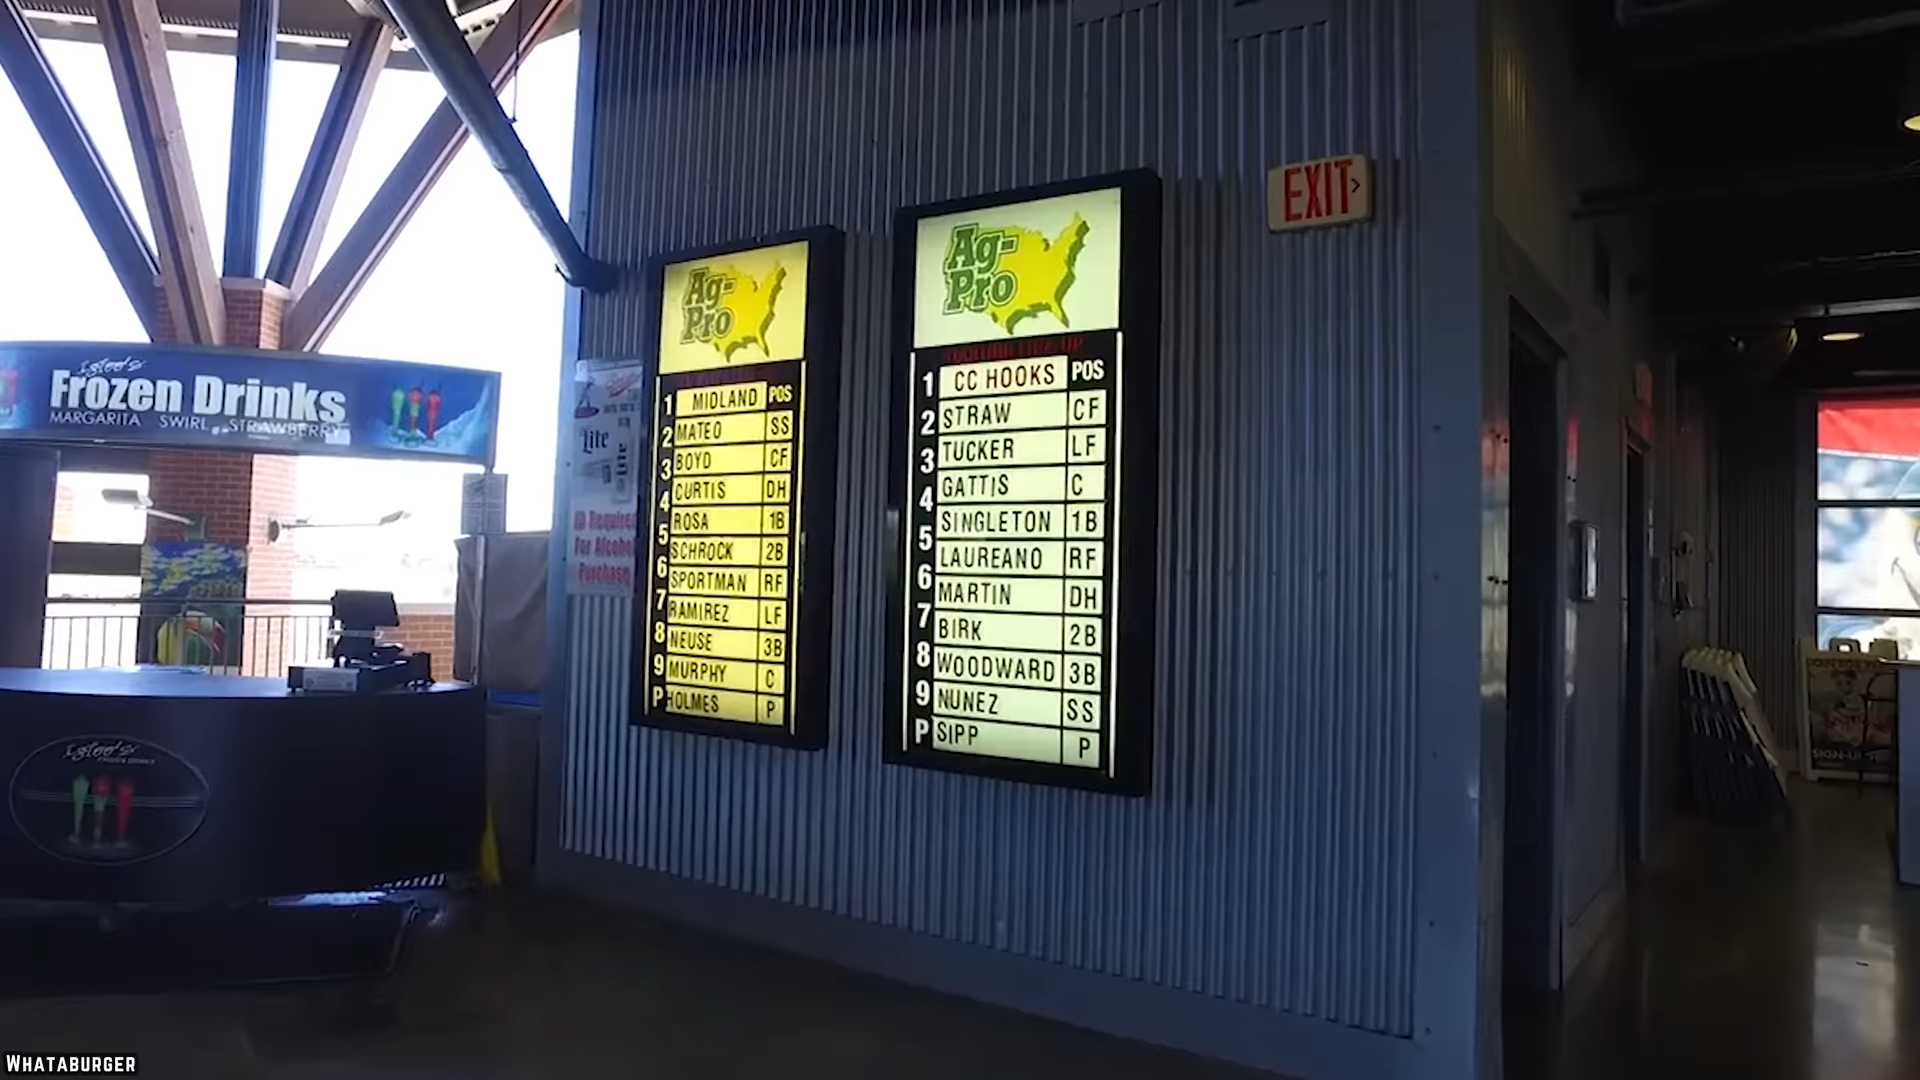 Igloo's
Frozen Drinks
MARGARITA SWIRL STRAWBERRY
Igloo's
FROZEN DRINKS
Lite
ID Required
For Alcohol
Purchase
Ag-
Pro
1 MIDLAND POS
2 MATEO SS
3 BOYD CF
4 CURTIS DH
5 ROSA 1B
6 SCHROCK 2B
7 SPORTMAN RF
8 RAMIREZ LF
9 NEUSE 3B
P MURPHY C
HOLMES P
Ag-
Pro
1 CC HOOKS POS
2 STRAW CF
3 TUCKER LF
4 GATTIS C
5 SINGLETON 1B
6 LAUREANO RF
7 MARTIN DH
8 BIRK 2B
9 WOODWARD 3B
P NUNEZ SS
SIPP P
EXIT
WHATABURGER